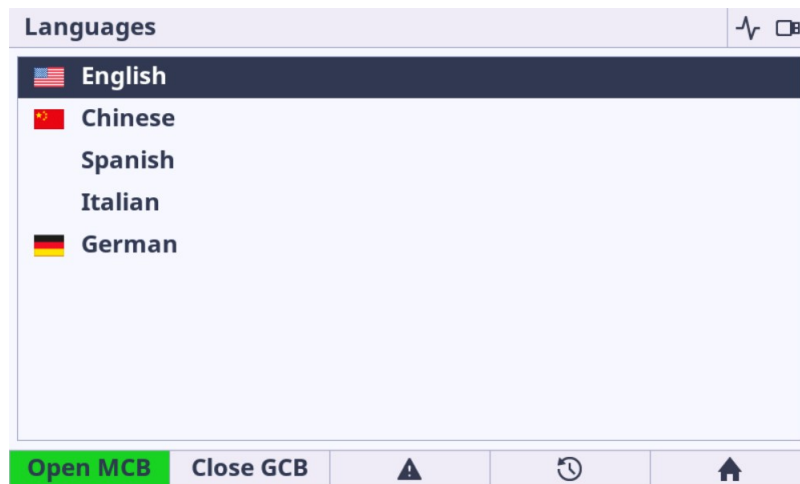 Languages
English
Chinese
Spanish
Italian
German
Open MCB Close GCB